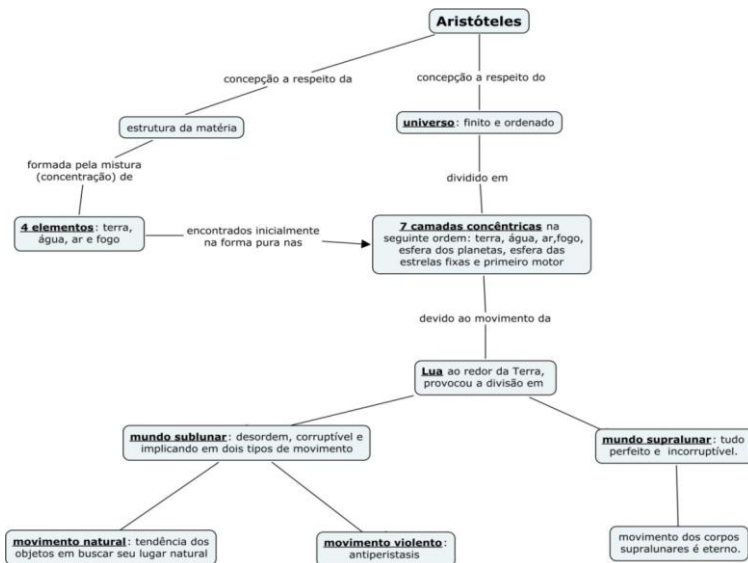 Aristóteles
concepção a respeito da
concepção a respeito do
estrutura da matéria
universo: finito e ordenado
formada pela mistura
(concentração) de
dividido em
4 elementos: terra,
água, ar e fogo
encontrados inicialmente
na forma pura nas
7 camadas concêntricas na
seguinte ordem: terra, água, ar,fogo,
esfera dos planetas, esfera das
estrelas fixas e primeiro motor
devido ao movimento da
Lua ao redor da Terra,
provocou a divisão em
mundo sublunar: desordem, corruptível e
implicando em dois tipos de movimento
mundo supralunar: tudo
perfeito e incorruptível.
movimento natural: tendência dos
objetos em buscar seu lugar natural
movimento violento:
antiperistasis
movimento dos corpos
supralunares é eterno.